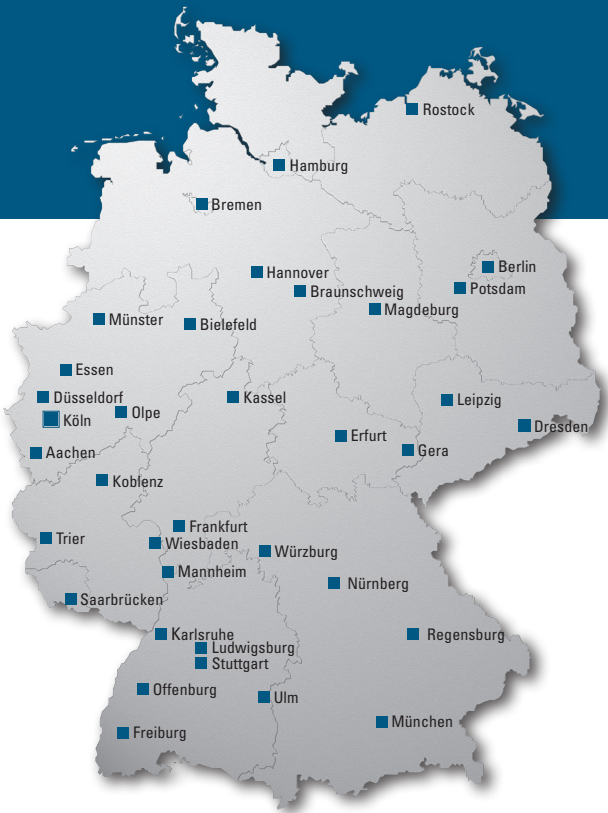 Rostock
Hamburg
Bremen
Berlin
Hannover
Potsdam
Braunschweig
Magdeburg
Münster
Bielefeld
Essen
Düsseldorf
Kassel
Leipzig
Olpe
Köln
Dresden
Erfurt
Gera
Aachen
Koblenz
Frankfurt
Trier
Wiesbaden
Würzburg
Mannheim
Nürnberg
Saarbrücken
Karlsruhe
Regensburg
Ludwigsburg
Stuttgart
Offenburg
Ulm
München
Freiburg